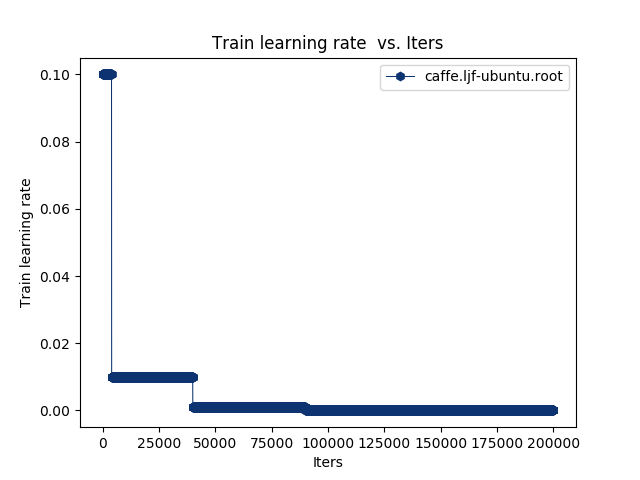 Train learning rate  vs. Iters
caffe.ljf-ubuntu.root
Train learning rate
0.10
0.08
0.06
0.04
0.02
0.00
0 25000 50000 75000 100000 125000 150000 175000 200000
Iters